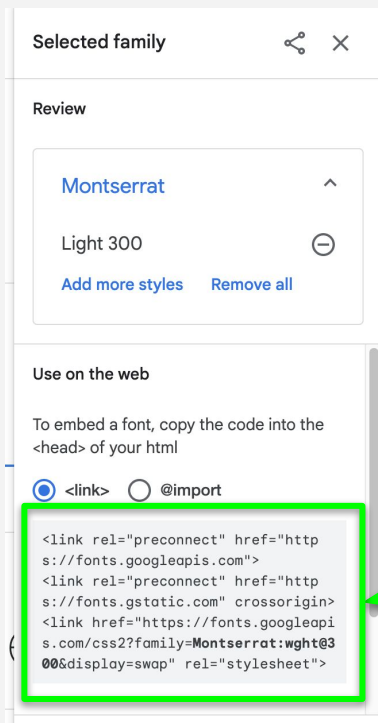 Selected family
Review
Montserrat
Light 300
Add more styles Remove all
Use on the web
To embed a font, copy the code into the
<head> of your html
<link> @import
<link rel="preconnect" href="http
s://fonts.googleapis.com">
<link rel="preconnect" href="http
s://fonts.gstatic.com" crossorigin>
<link href="https://fonts.googleapi
s.com/css2?family=Montserrat:wght@3
00&display=swap" rel="stylesheet">